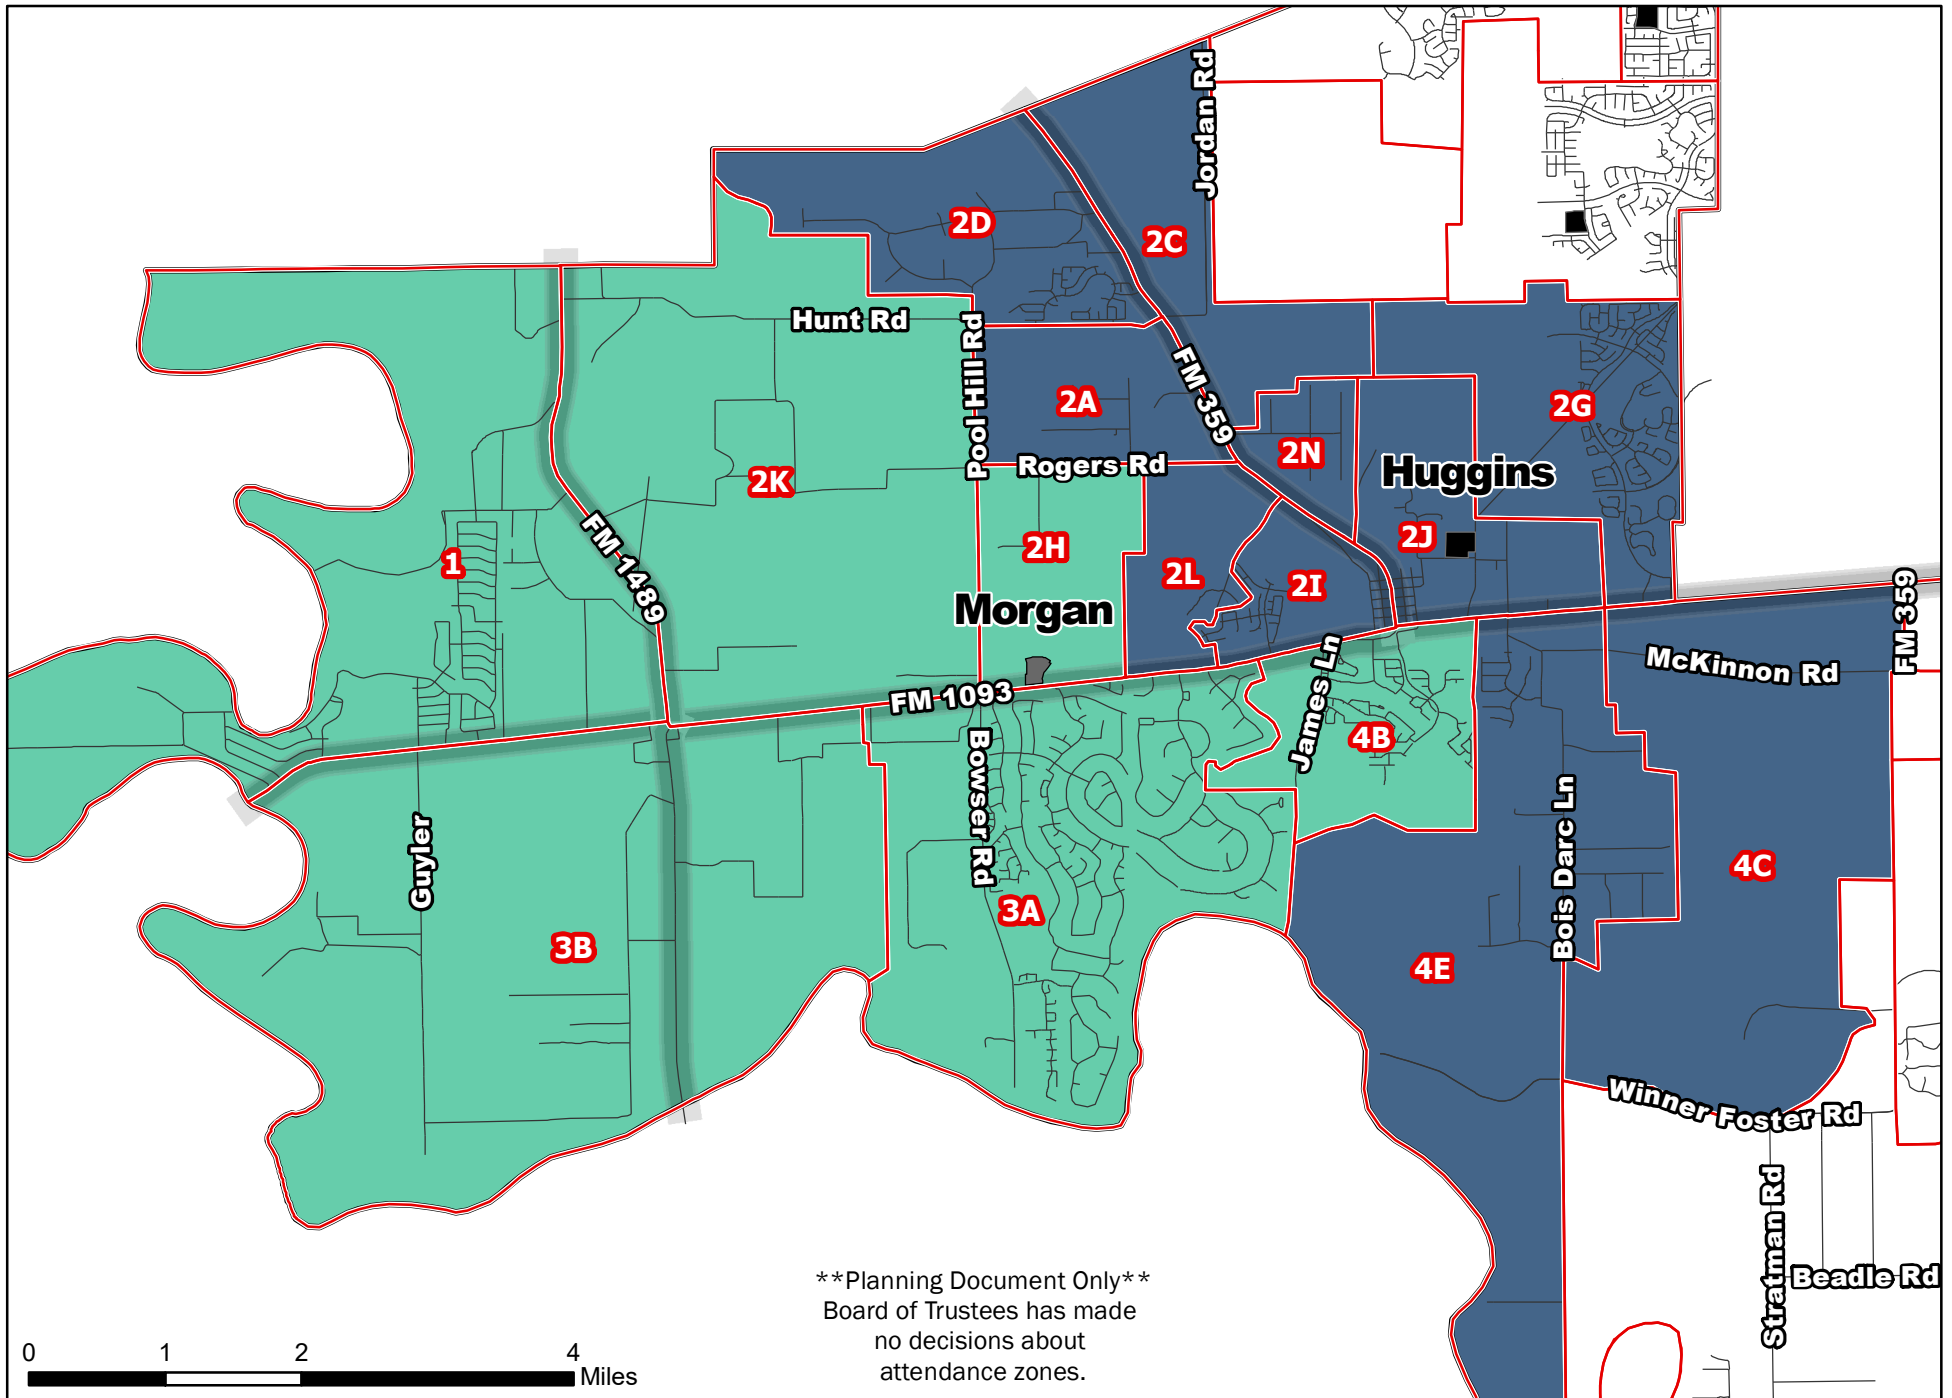 Jordan Rd
2D
2C
Hunt Rd
Pool Hill Rd
FM 359
2A
2G
2N
Rogers Rd
Huggins
2K
FM 1489
2H
2J
1
2L
2I
FM 359
Morgan
James Ln
McKinnon Rd
FM 1093
4B
Bowser Rd
Guyler
Bois Darc Ln
4C
3A
3B
4E
Winner Foster Rd
Stratman Rd
Beadle Rd
**Planning Document Only**
Board of Trustees has made
no decisions about
attendance zones.
0 1 2 4
Miles